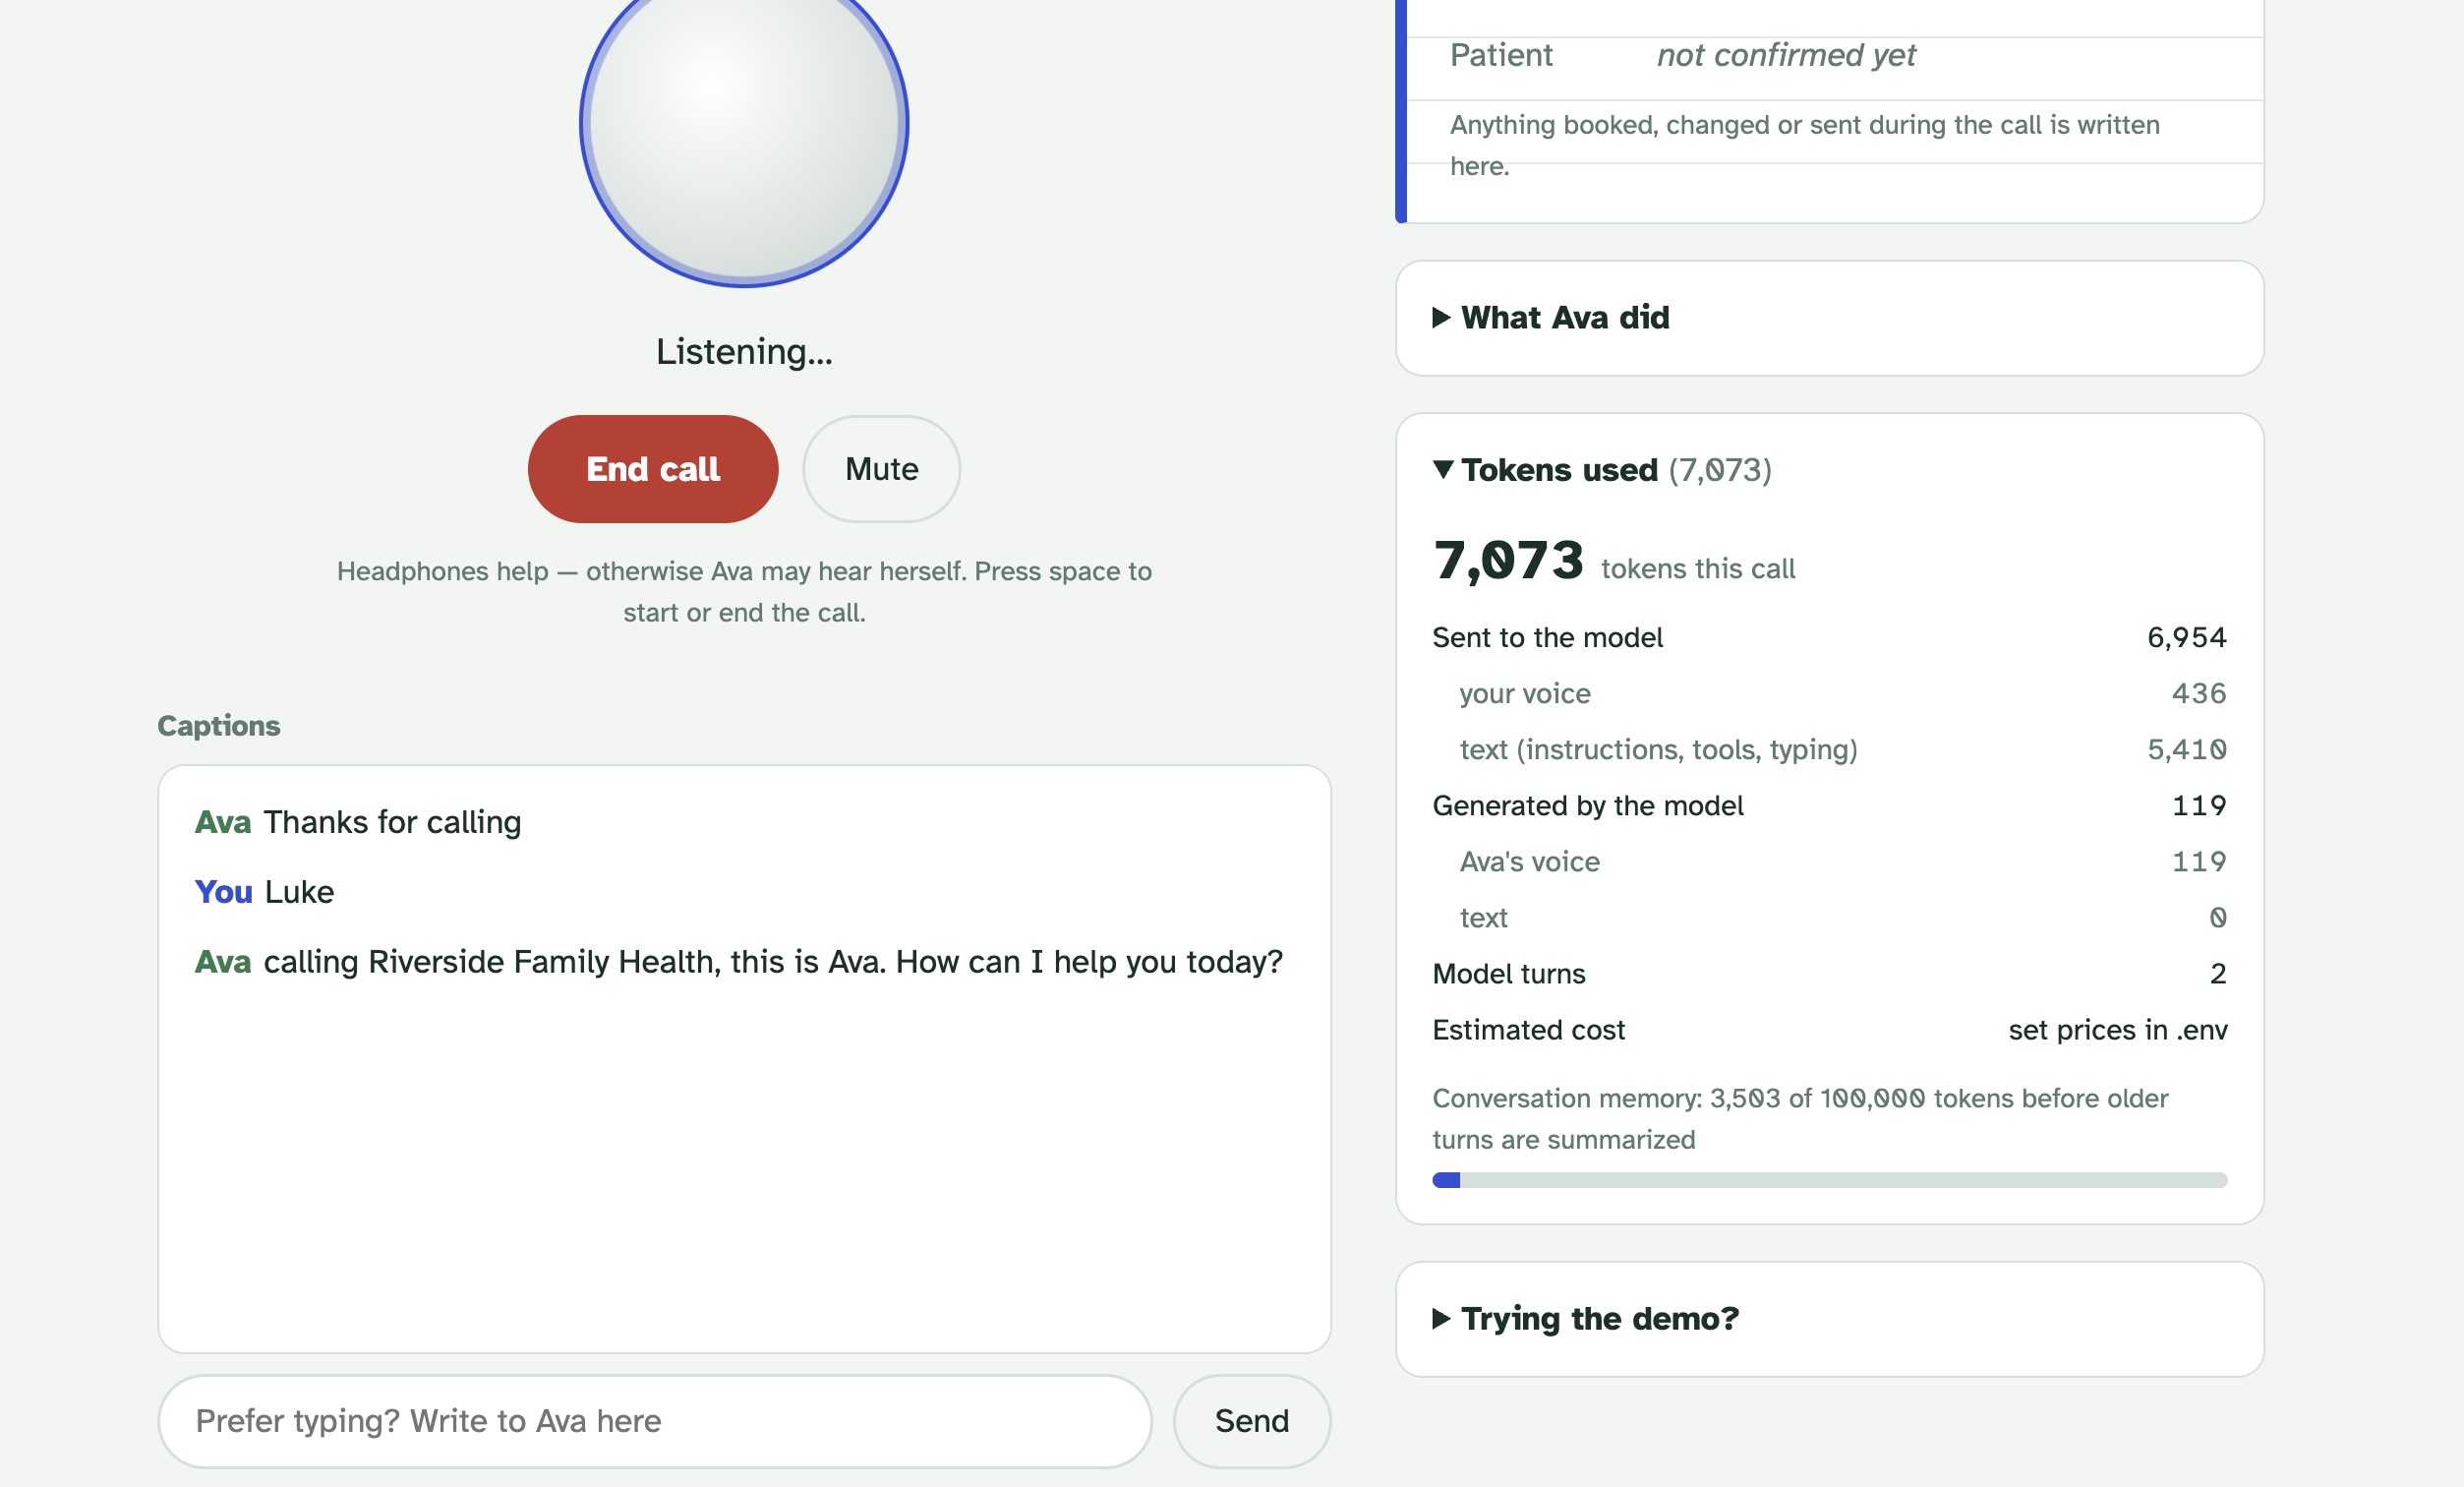 Listening...
End call
Mute
Headphones help — otherwise Ava may hear herself. Press space to
start or end the call.
Captions
Ava Thanks for calling
You Luke
Ava calling Riverside Family Health, this is Ava. How can I help you today?
Prefer typing? Write to Ava here
Send
Patient not confirmed yet
Anything booked, changed or sent during the call is written
here.
▶ What Ava did
▼ Tokens used (7,073)
7,073 tokens this call
Sent to the model 6,954
your voice 436
text (instructions, tools, typing) 5,410
Generated by the model 119
Ava's voice 119
text 0
Model turns 2
Estimated cost set prices in .env
Conversation memory: 3,503 of 100,000 tokens before older
turns are summarized
▶ Trying the demo?